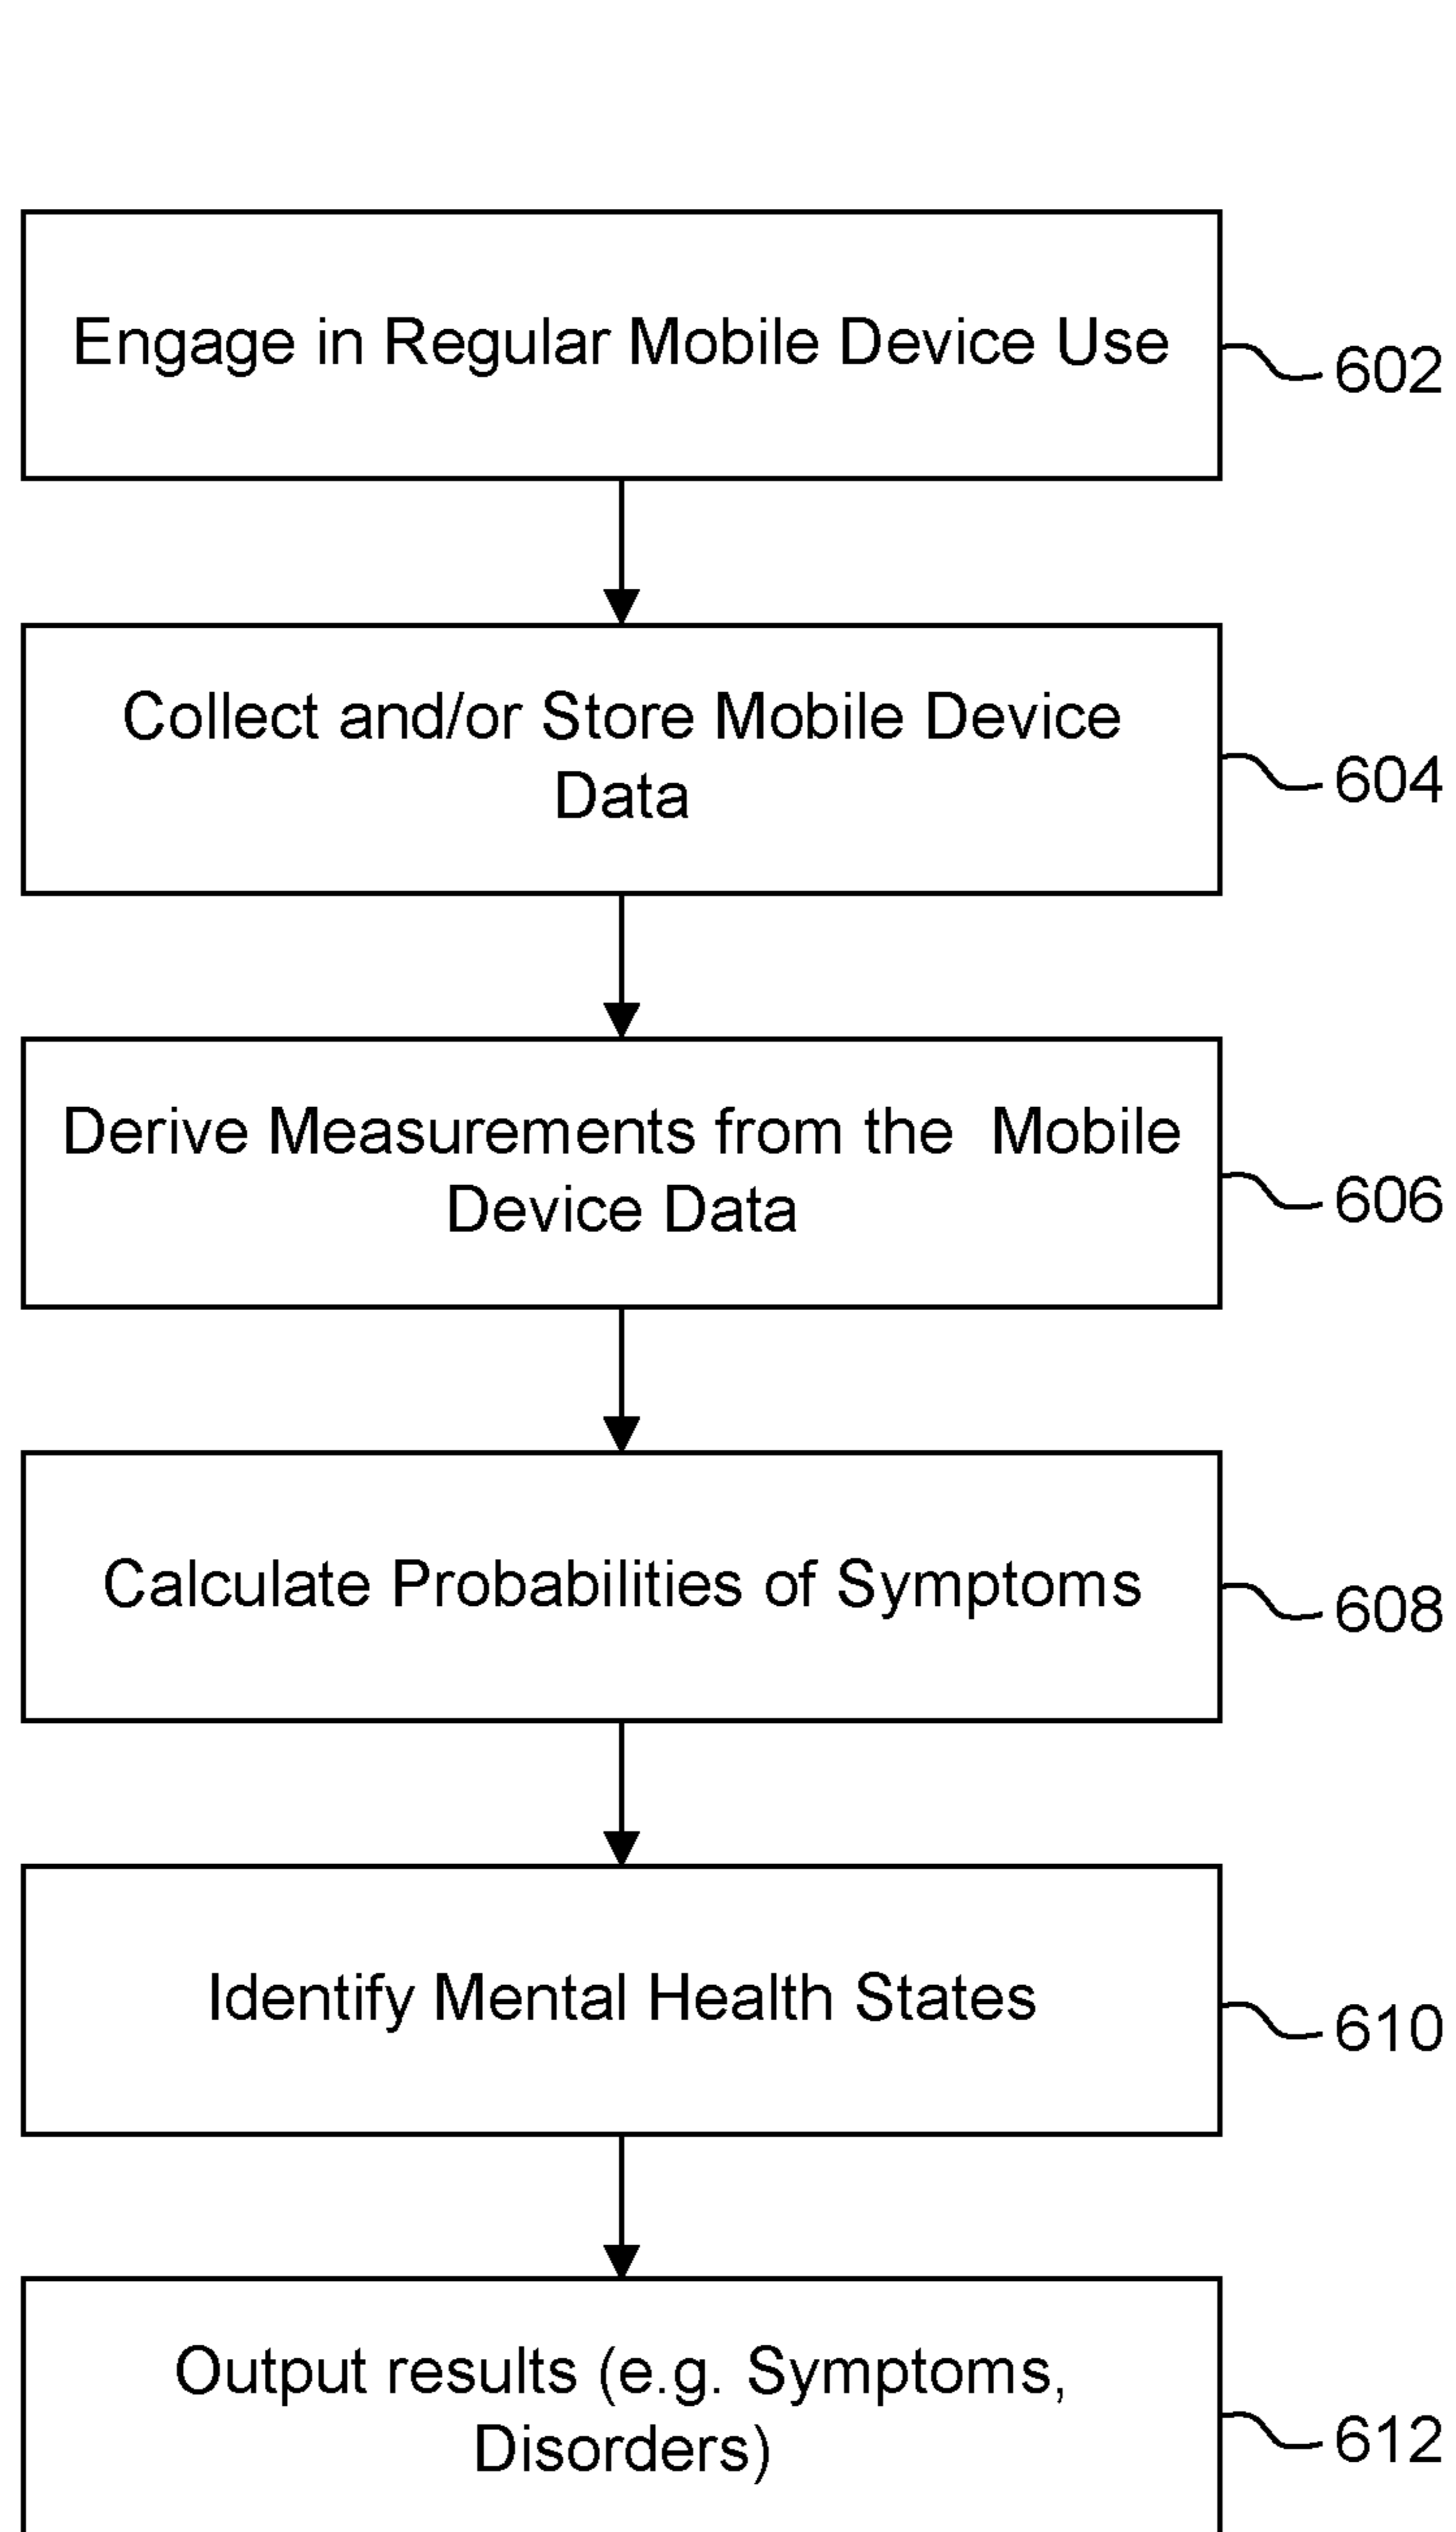 Engage in Regular Mobile Device Use
602
Collect and/or Store Mobile Device
Data
604
Derive Measurements from the  Mobile
Device Data
606
Calculate Probabilities of Symptoms
608
Identify Mental Health States
610
Output results (e.g. Symptoms,
Disorders)
612